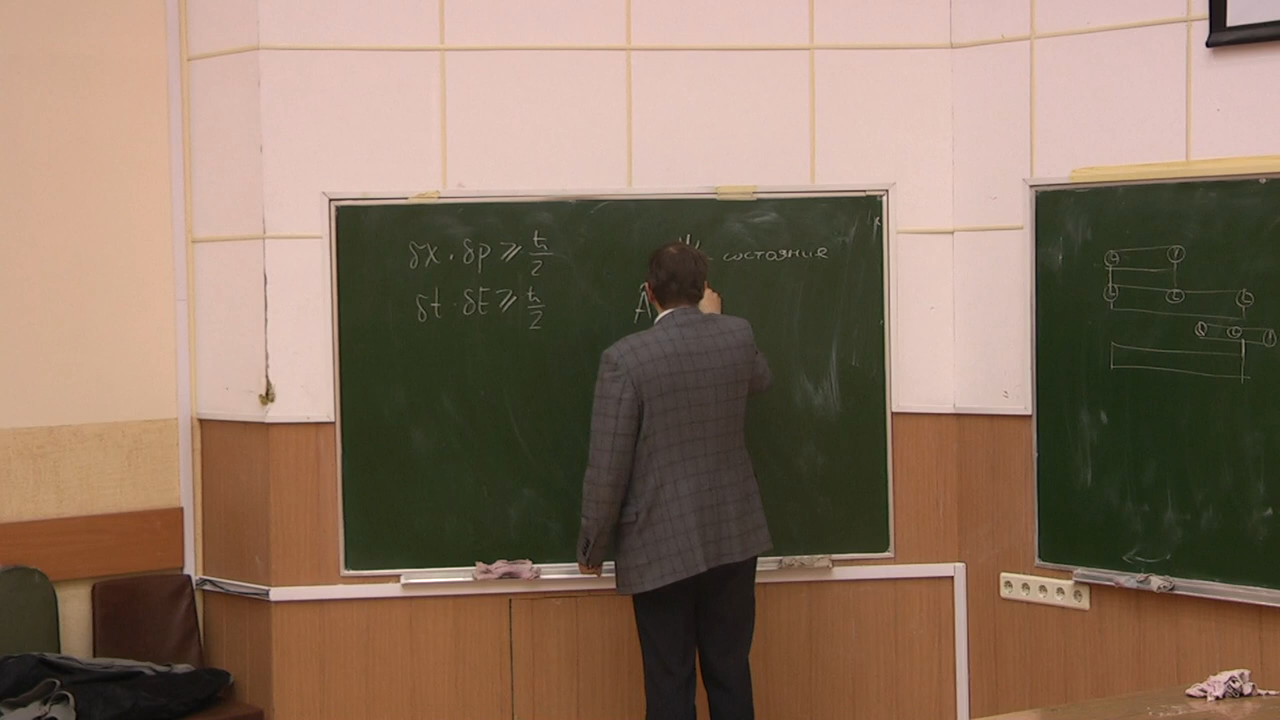 δx · δp ≥ ħ/2
δt · δE ≥ ħ/2
Ψ - состояние
Â